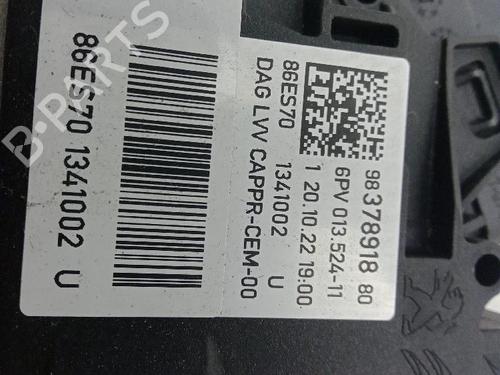 98 378918 80
6PV 013.524-11
1 20.10.22 19:00
86ES70 1341002 U
DAG LVV CAPPR-CEM-00
86ES70 1341002 U
B-PARTS